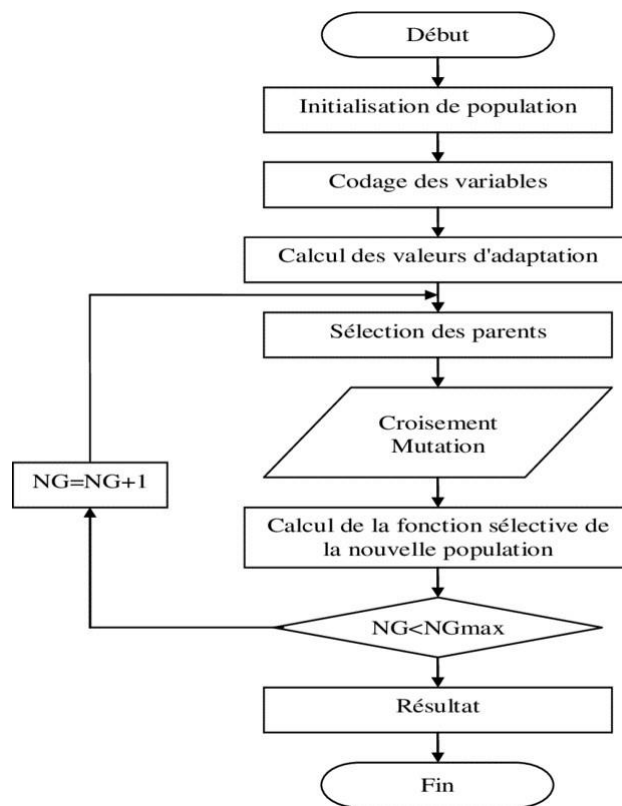 Début
Initialisation de population
Codage des variables
Calcul des valeurs d'adaptation
Sélection des parents
Croisement
Mutation
NG=NG+1
Calcul de la fonction sélective de
la nouvelle population
NG<NGmax
Résultat
Fin